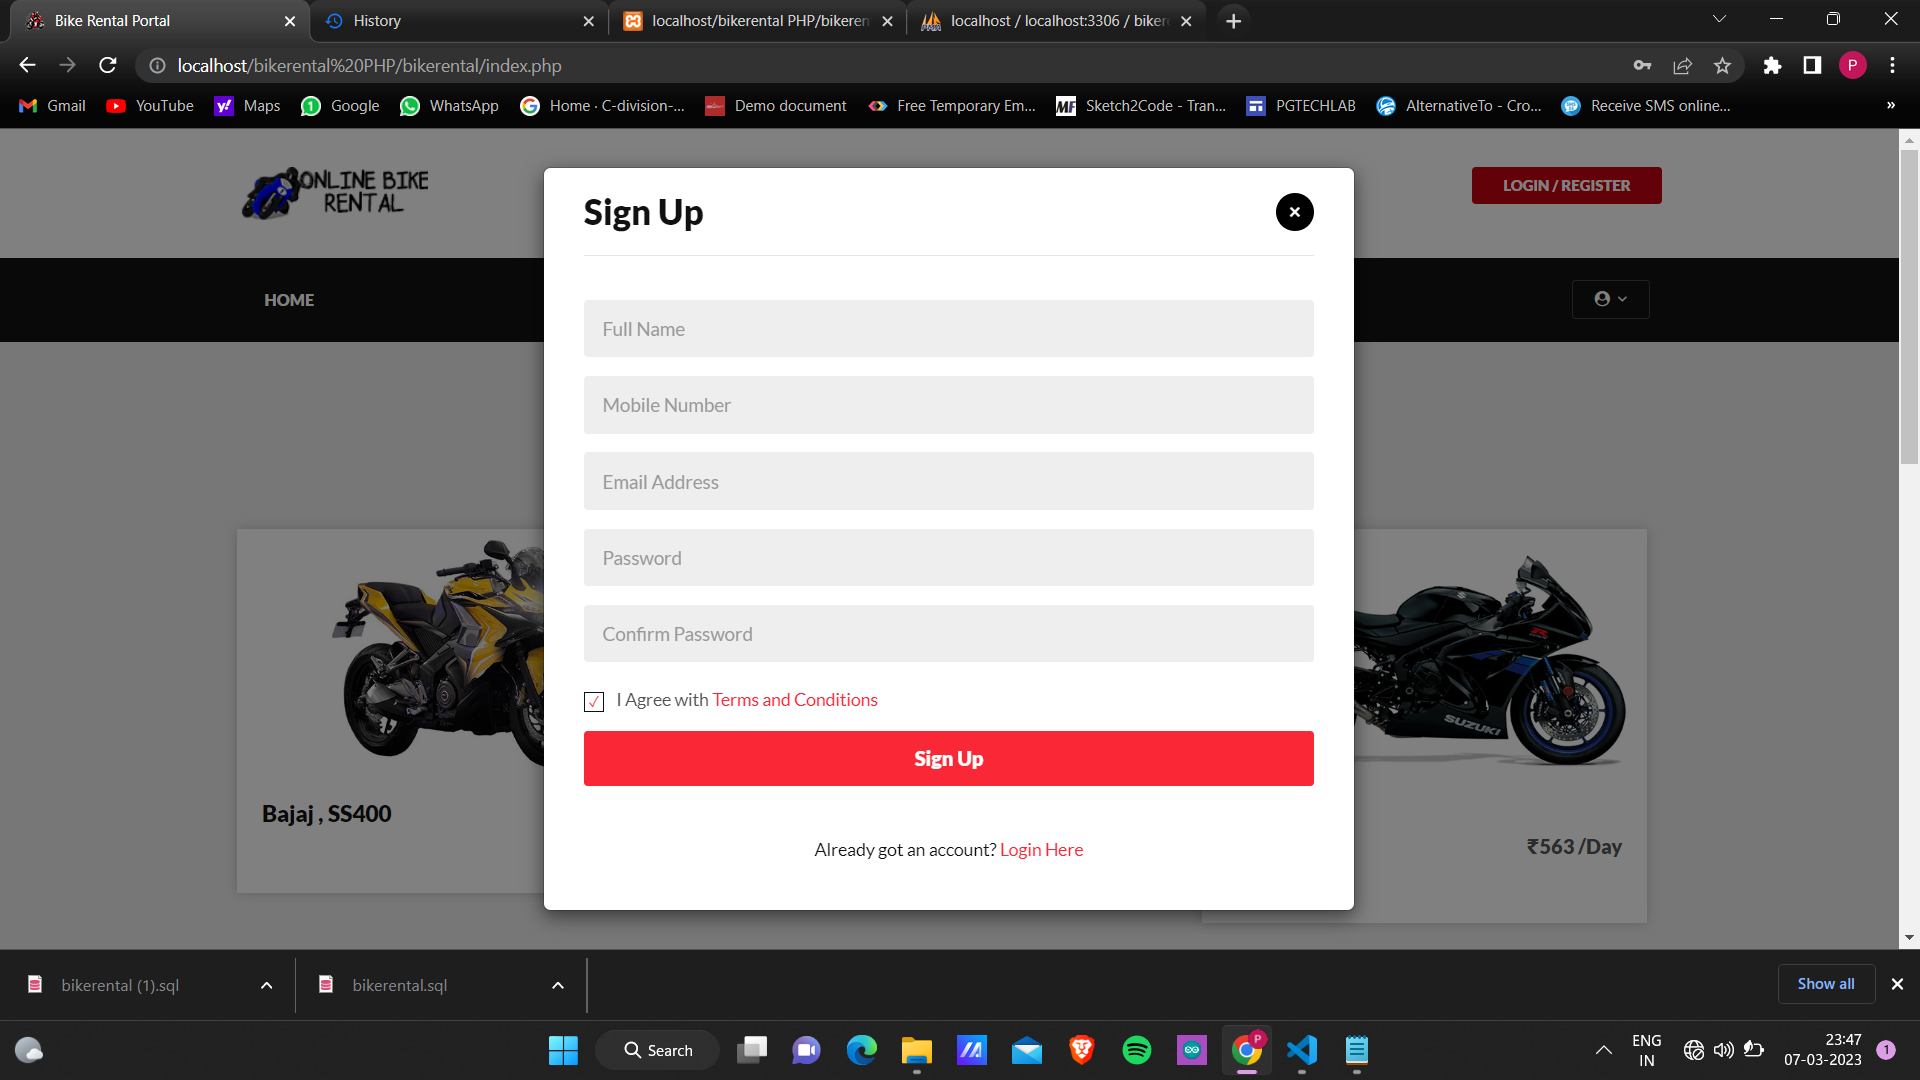 Bike Rental Portal
History
localhost/bikerental PHP/bikeren
localhost / localhost:3306 / biker
localhost/bikerental%20PHP/bikerental/index.php
P
Gmail
YouTube
Maps
Google
WhatsApp
Home · C-division-...
Demo document
Free Temporary Em...
Sketch2Code - Tran...
PGTECHLAB
AlternativeTo - Cro...
Receive SMS online...
»
ONLINE BIKE
RENTAL
LOGIN / REGISTER
HOME
Sign Up
Full Name
Mobile Number
Email Address
Password
Confirm Password
I Agree with Terms and Conditions
Sign Up
Already got an account? Login Here
Bajaj , SS400
SUZUKI
R
₹563 /Day
bikerental (1).sql
bikerental.sql
Show all
Search
P
ENG
IN
23:47
07-03-2023
1